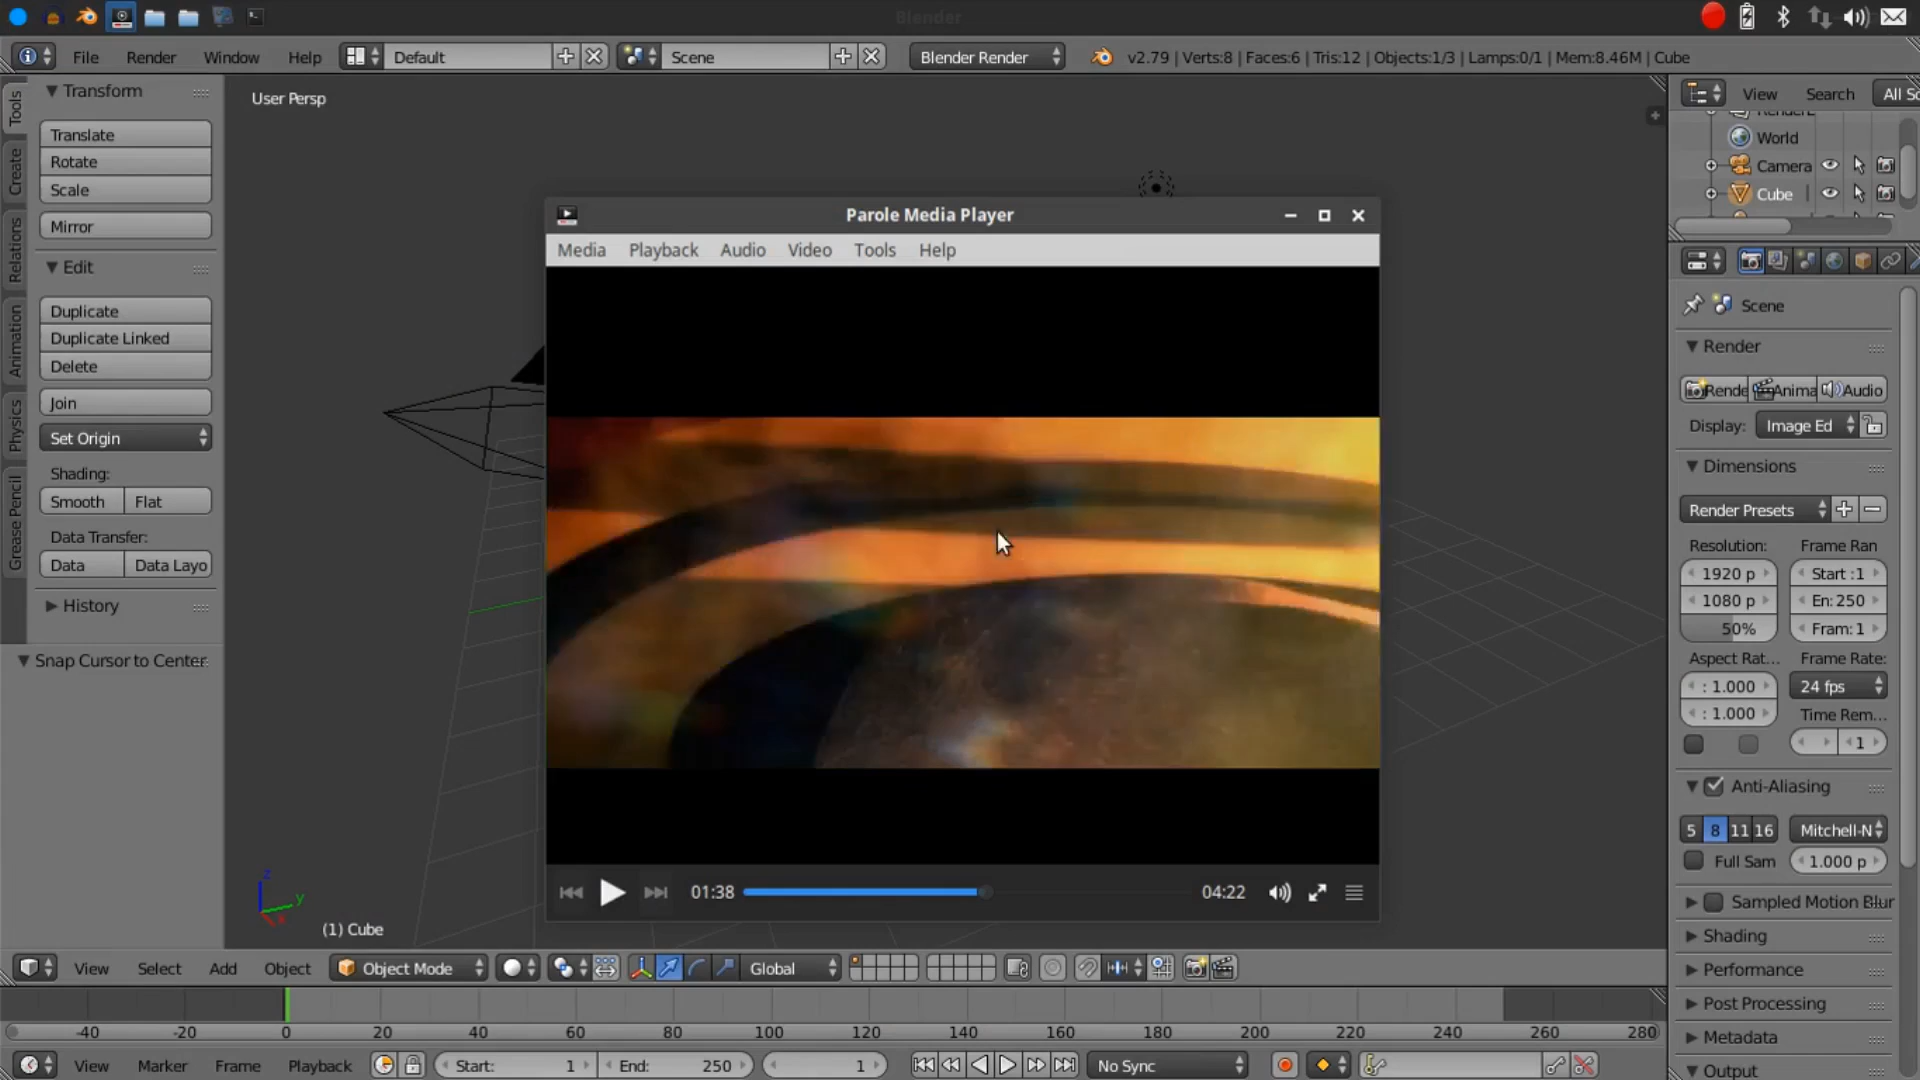 Blender
File Render Window Help Default Scene Blender Render v2.79 | Verts:8 | Faces:6 | Tris:12 | Objects:1/3 | Lamps:0/1 | Mem:8.46M | Cube
Tools
Create
Relations
Animation
Physics
Grease Pencil
Transform
Translate
Rotate
Scale
Mirror
Edit
Duplicate
Duplicate Linked
Delete
Join
Set Origin
Shading:
Smooth Flat
Data Transfer:
Data Data Layo
History
Snap Cursor to Center
User Persp
Parole Media Player
Media Playback Audio Video Tools Help
01:38 04:22
z
y
(1) Cube
View Search All Sc
World
Camera
Cube
Scene
Render
Rende Anima Audio
Display: Image Ed
Dimensions
Render Presets
Resolution: Frame Ran
1920 p Start :1
1080 p En: 250
50% Fram: 1
Aspect Rat... Frame Rate:
: 1.000 24 fps
: 1.000 Time Rem...
1
Anti-Aliasing
5 8 11 16 Mitchell-N
Full Sam 1.000 p
Sampled Motion Blur
Shading
Performance
Post Processing
Metadata
Output
View Select Add Object Object Mode Global
-40 -20 0 20 40 60 80 100 120 140 160 180 200 220 240 260 280
View Marker Frame Playback Start: 1 End: 250 1 No Sync